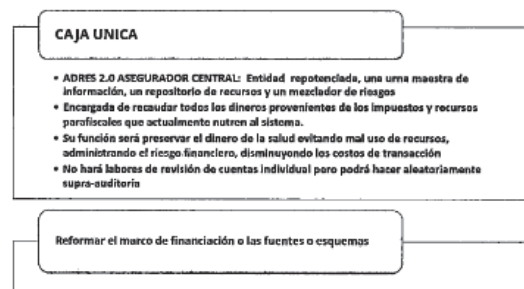 CAJA UNICA
• ADRES 2.0 ASEGURADOR CENTRAL: Entidad repotenciada, una urna maestra de
información, un repositorio de recursos y un mezclador de riesgos
• Encargada de recaudar todos los dineros provenientes de los impuestos y recursos
parafiscales que actualmente nutren al sistema.
• Su función será preservar el dinero de la salud evitando mal uso de recursos,
administrando el riesgo financiero, disminuyendo los costos de transacción
• No hará labores de revisión de cuentas individual pero podrá hacer aleatoriamente
supra-auditoría
Reformar el marco de financiación o las fuentes o esquemas